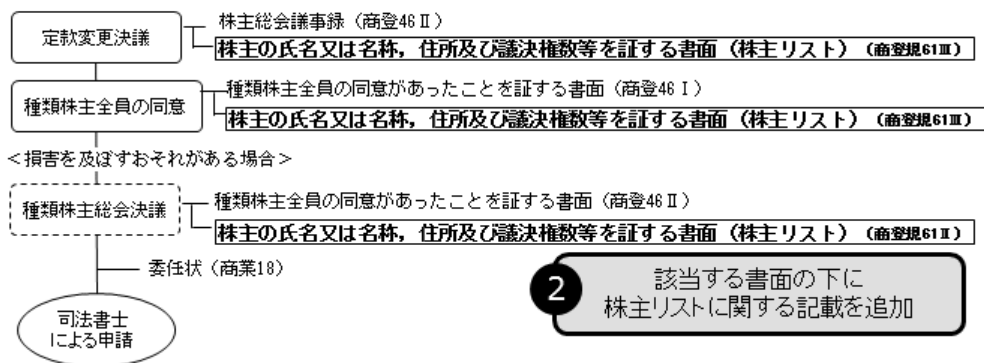 定款変更決議
株主総会議事録（商登46Ⅱ）
株主の氏名又は名称，住所及び議決権数等を証する書面（株主リスト）（商登規61Ⅲ）
種類株主全員の同意
種類株主全員の同意があったことを証する書面（商登46Ⅰ）
株主の氏名又は名称，住所及び議決権数等を証する書面（株主リスト）（商登規61Ⅱ）
＜損害を及ぼすおそれがある場合＞
種類株主総会決議
種類株主全員の同意があったことを証する書面（商登46Ⅱ）
株主の氏名又は名称，住所及び議決権数等を証する書面（株主リスト）（商登規61Ⅱ）
委任状（商業18）
2
該当する書面の下に
株主リストに関する記載を追加
司法書士
による申請